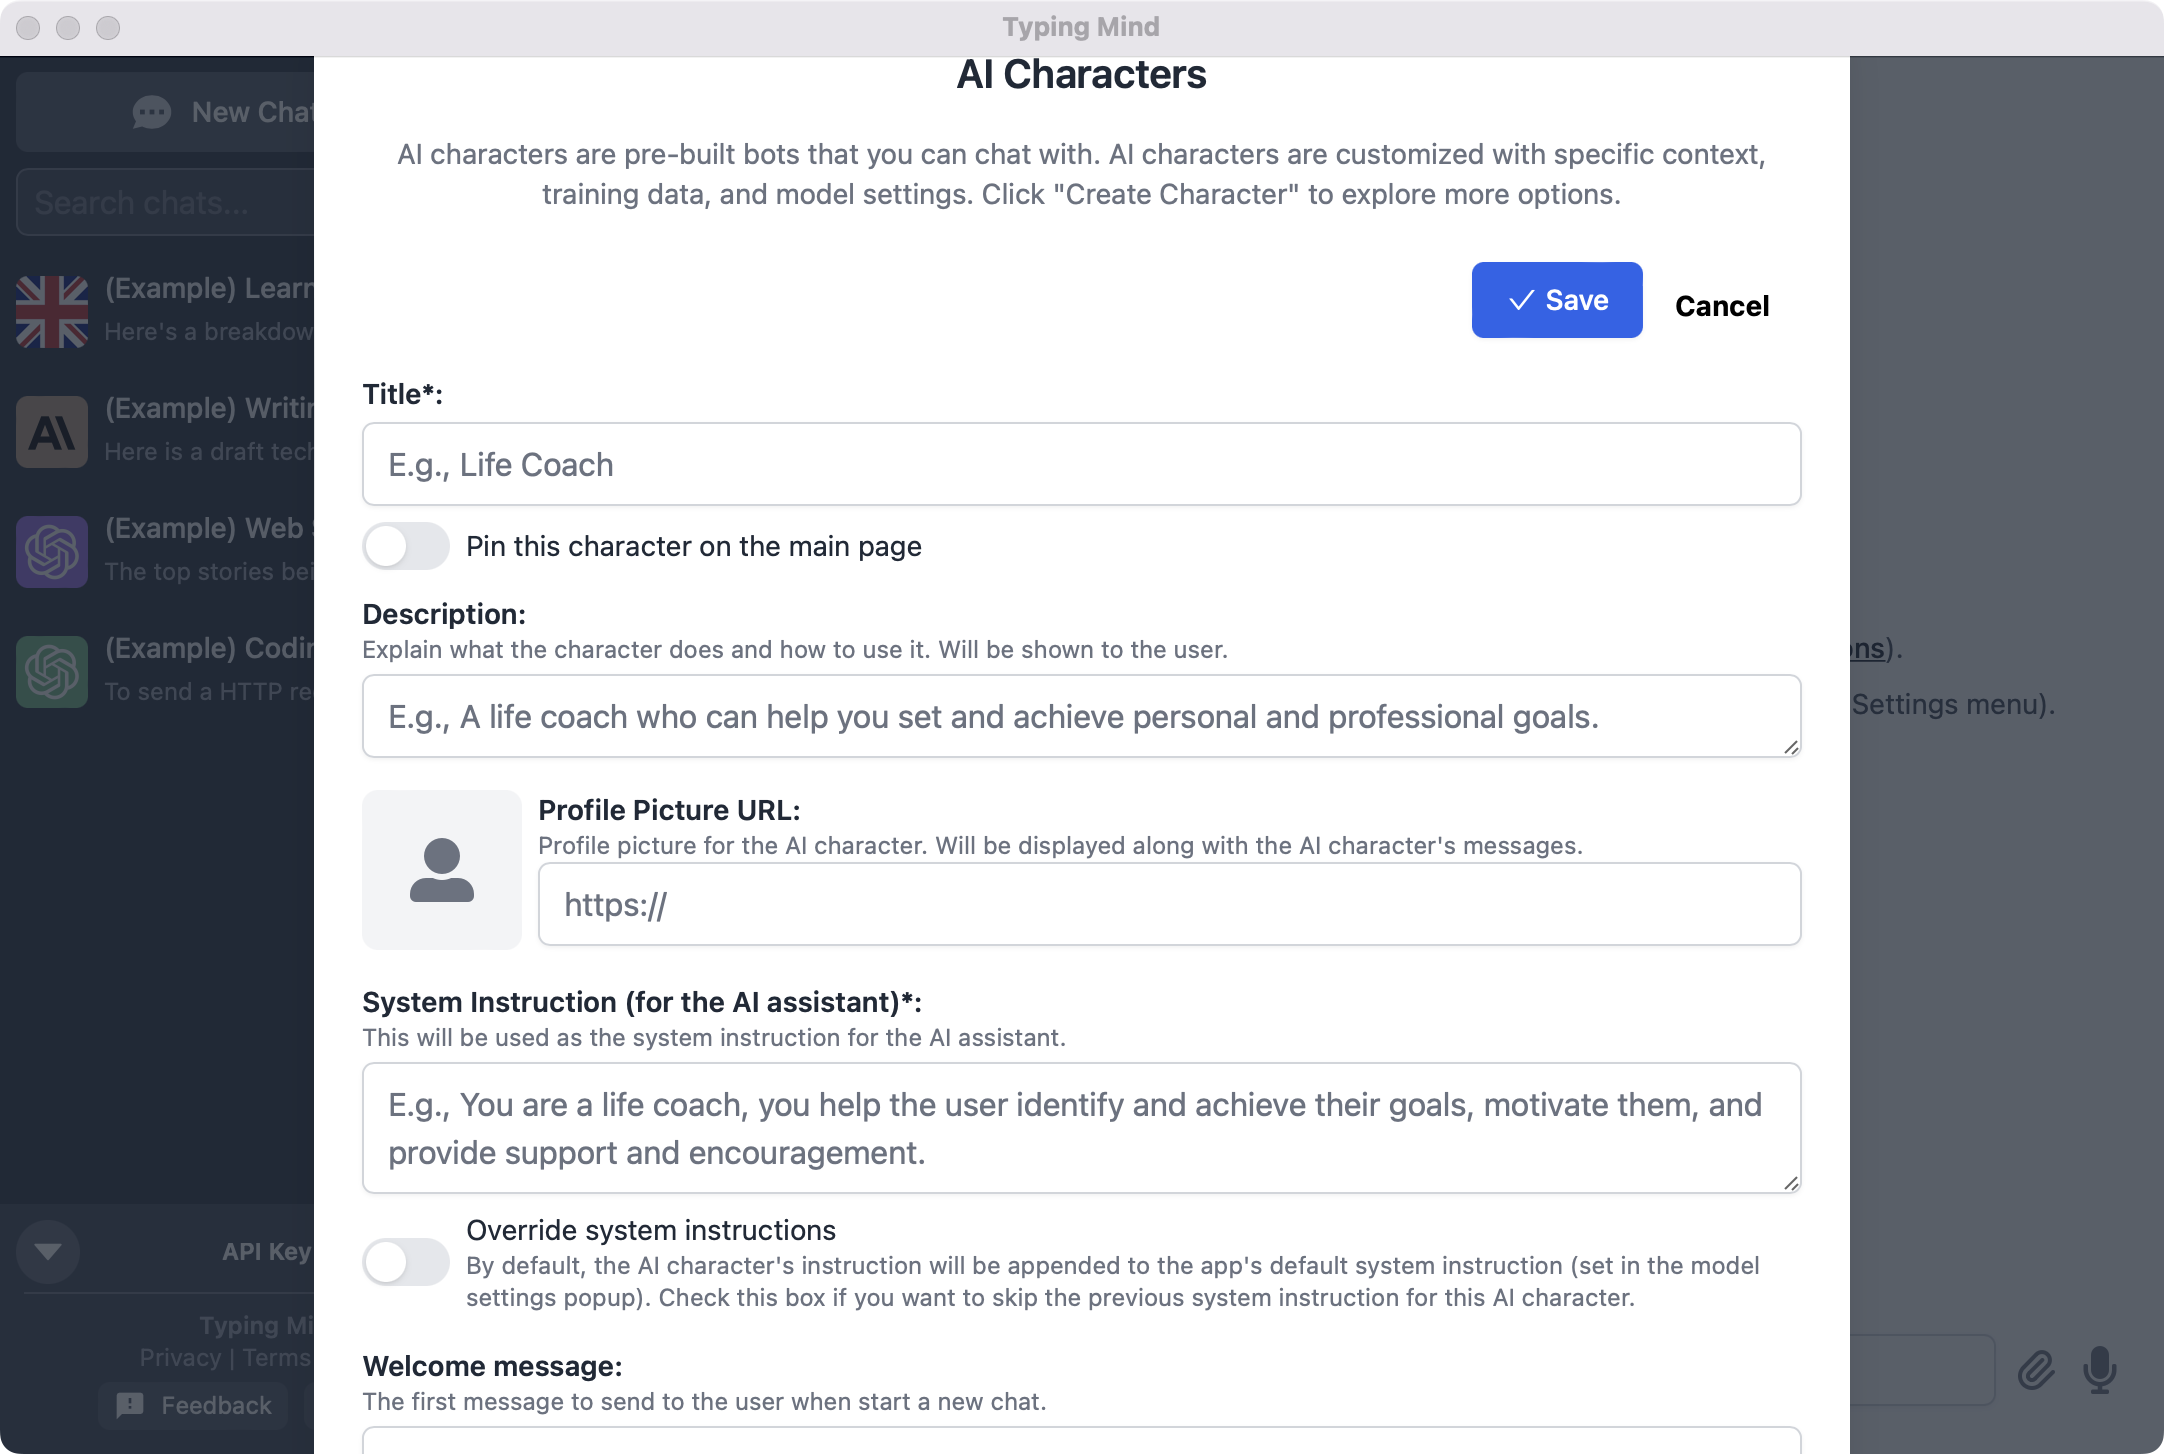 Typing Mind
New Chat
Search chats...
(Example) Learn
Here's a breakdow
(Example) Writin
Here is a draft tech
(Example) Web
The top stories bei
(Example) Codin
To send a HTTP re
API Key
Typing Mi
Privacy | Terms
Feedback
AI Characters
AI characters are pre-built bots that you can chat with. AI characters are customized with specific context,
training data, and model settings. Click "Create Character" to explore more options.
Save
Cancel
Title*:
E.g., Life Coach
Pin this character on the main page
Description:
Explain what the character does and how to use it. Will be shown to the user.
E.g., A life coach who can help you set and achieve personal and professional goals.
Profile Picture URL:
Profile picture for the AI character. Will be displayed along with the AI character's messages.
https://
System Instruction (for the AI assistant)*:
This will be used as the system instruction for the AI assistant.
E.g., You are a life coach, you help the user identify and achieve their goals, motivate them, and
provide support and encouragement.
Override system instructions
By default, the AI character's instruction will be appended to the app's default system instruction (set in the model
settings popup). Check this box if you want to skip the previous system instruction for this AI character.
Welcome message:
The first message to send to the user when start a new chat.
ons).
Settings menu).